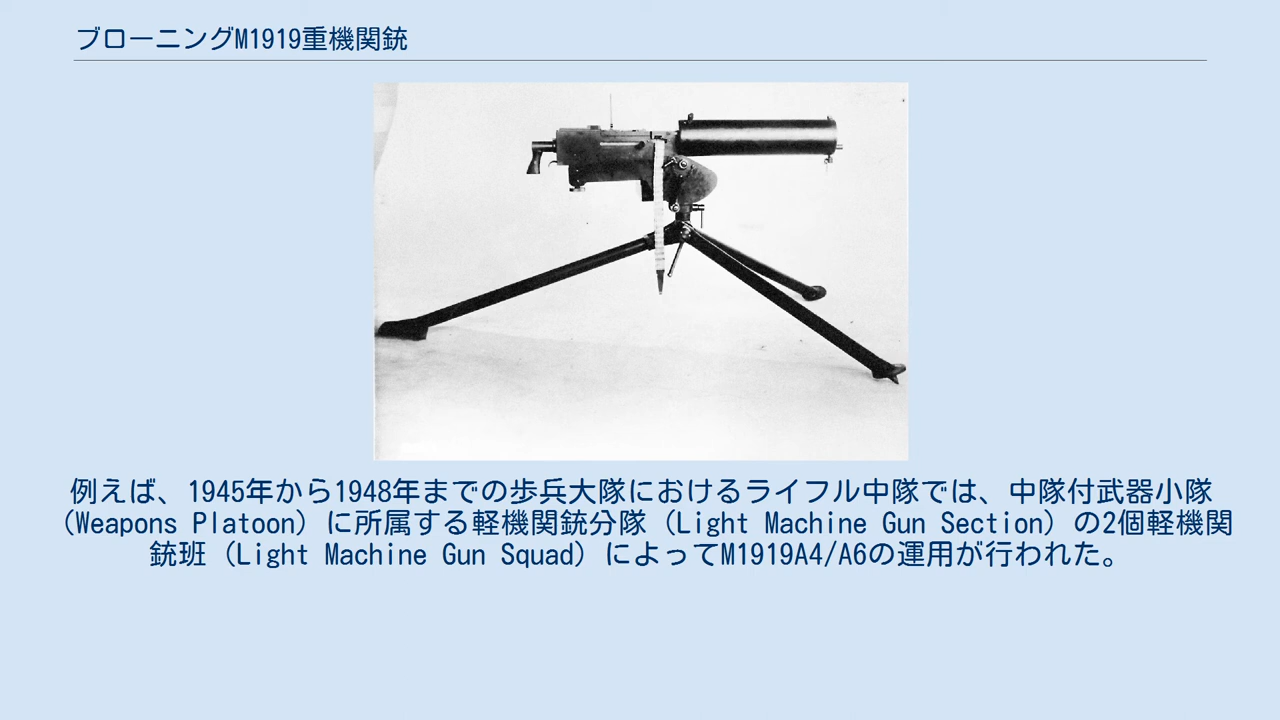 ブローニングM1919重機関銃
例えば、1945年から1948年までの歩兵大隊におけるライフル中隊では、中隊付武器小隊
（Weapons Platoon）に所属する軽機関銃分隊（Light Machine Gun Section）の2個軽機関
銃班（Light Machine Gun Squad）によってM1919A4/A6の運用が行われた。